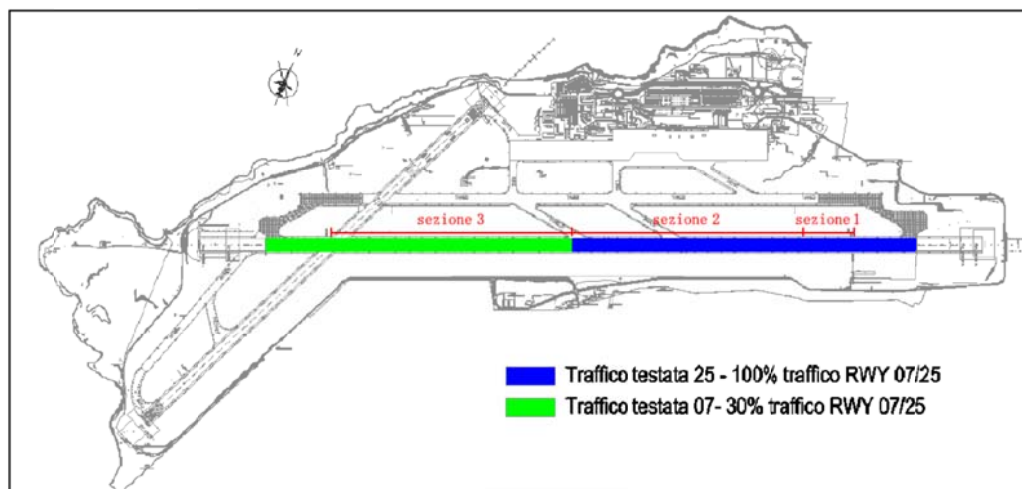 N
sezione 3
sezione 2
sezione 1
Traffico testata 25 - 100% traffico RWY 07/25
Traffico testata 07- 30% traffico RWY 07/25